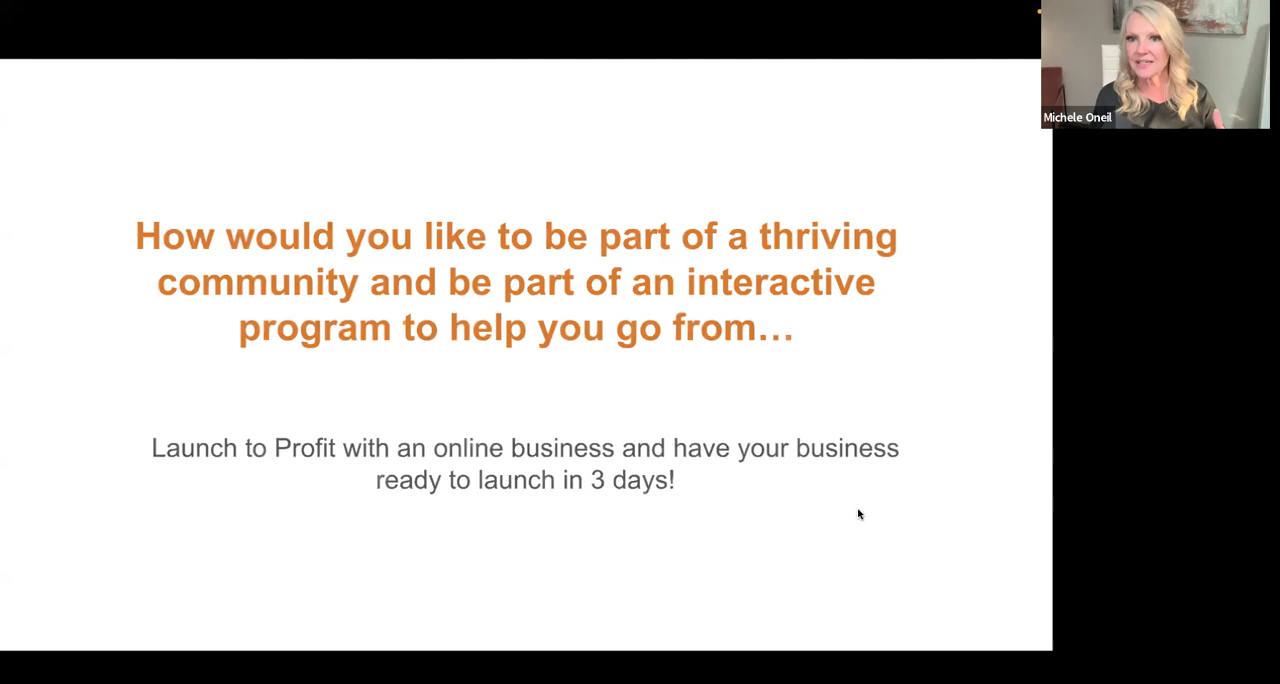 Michele Oneil
How would you like to be part of a thriving
community and be part of an interactive
program to help you go from…
Launch to Profit with an online business and have your business
ready to launch in 3 days!